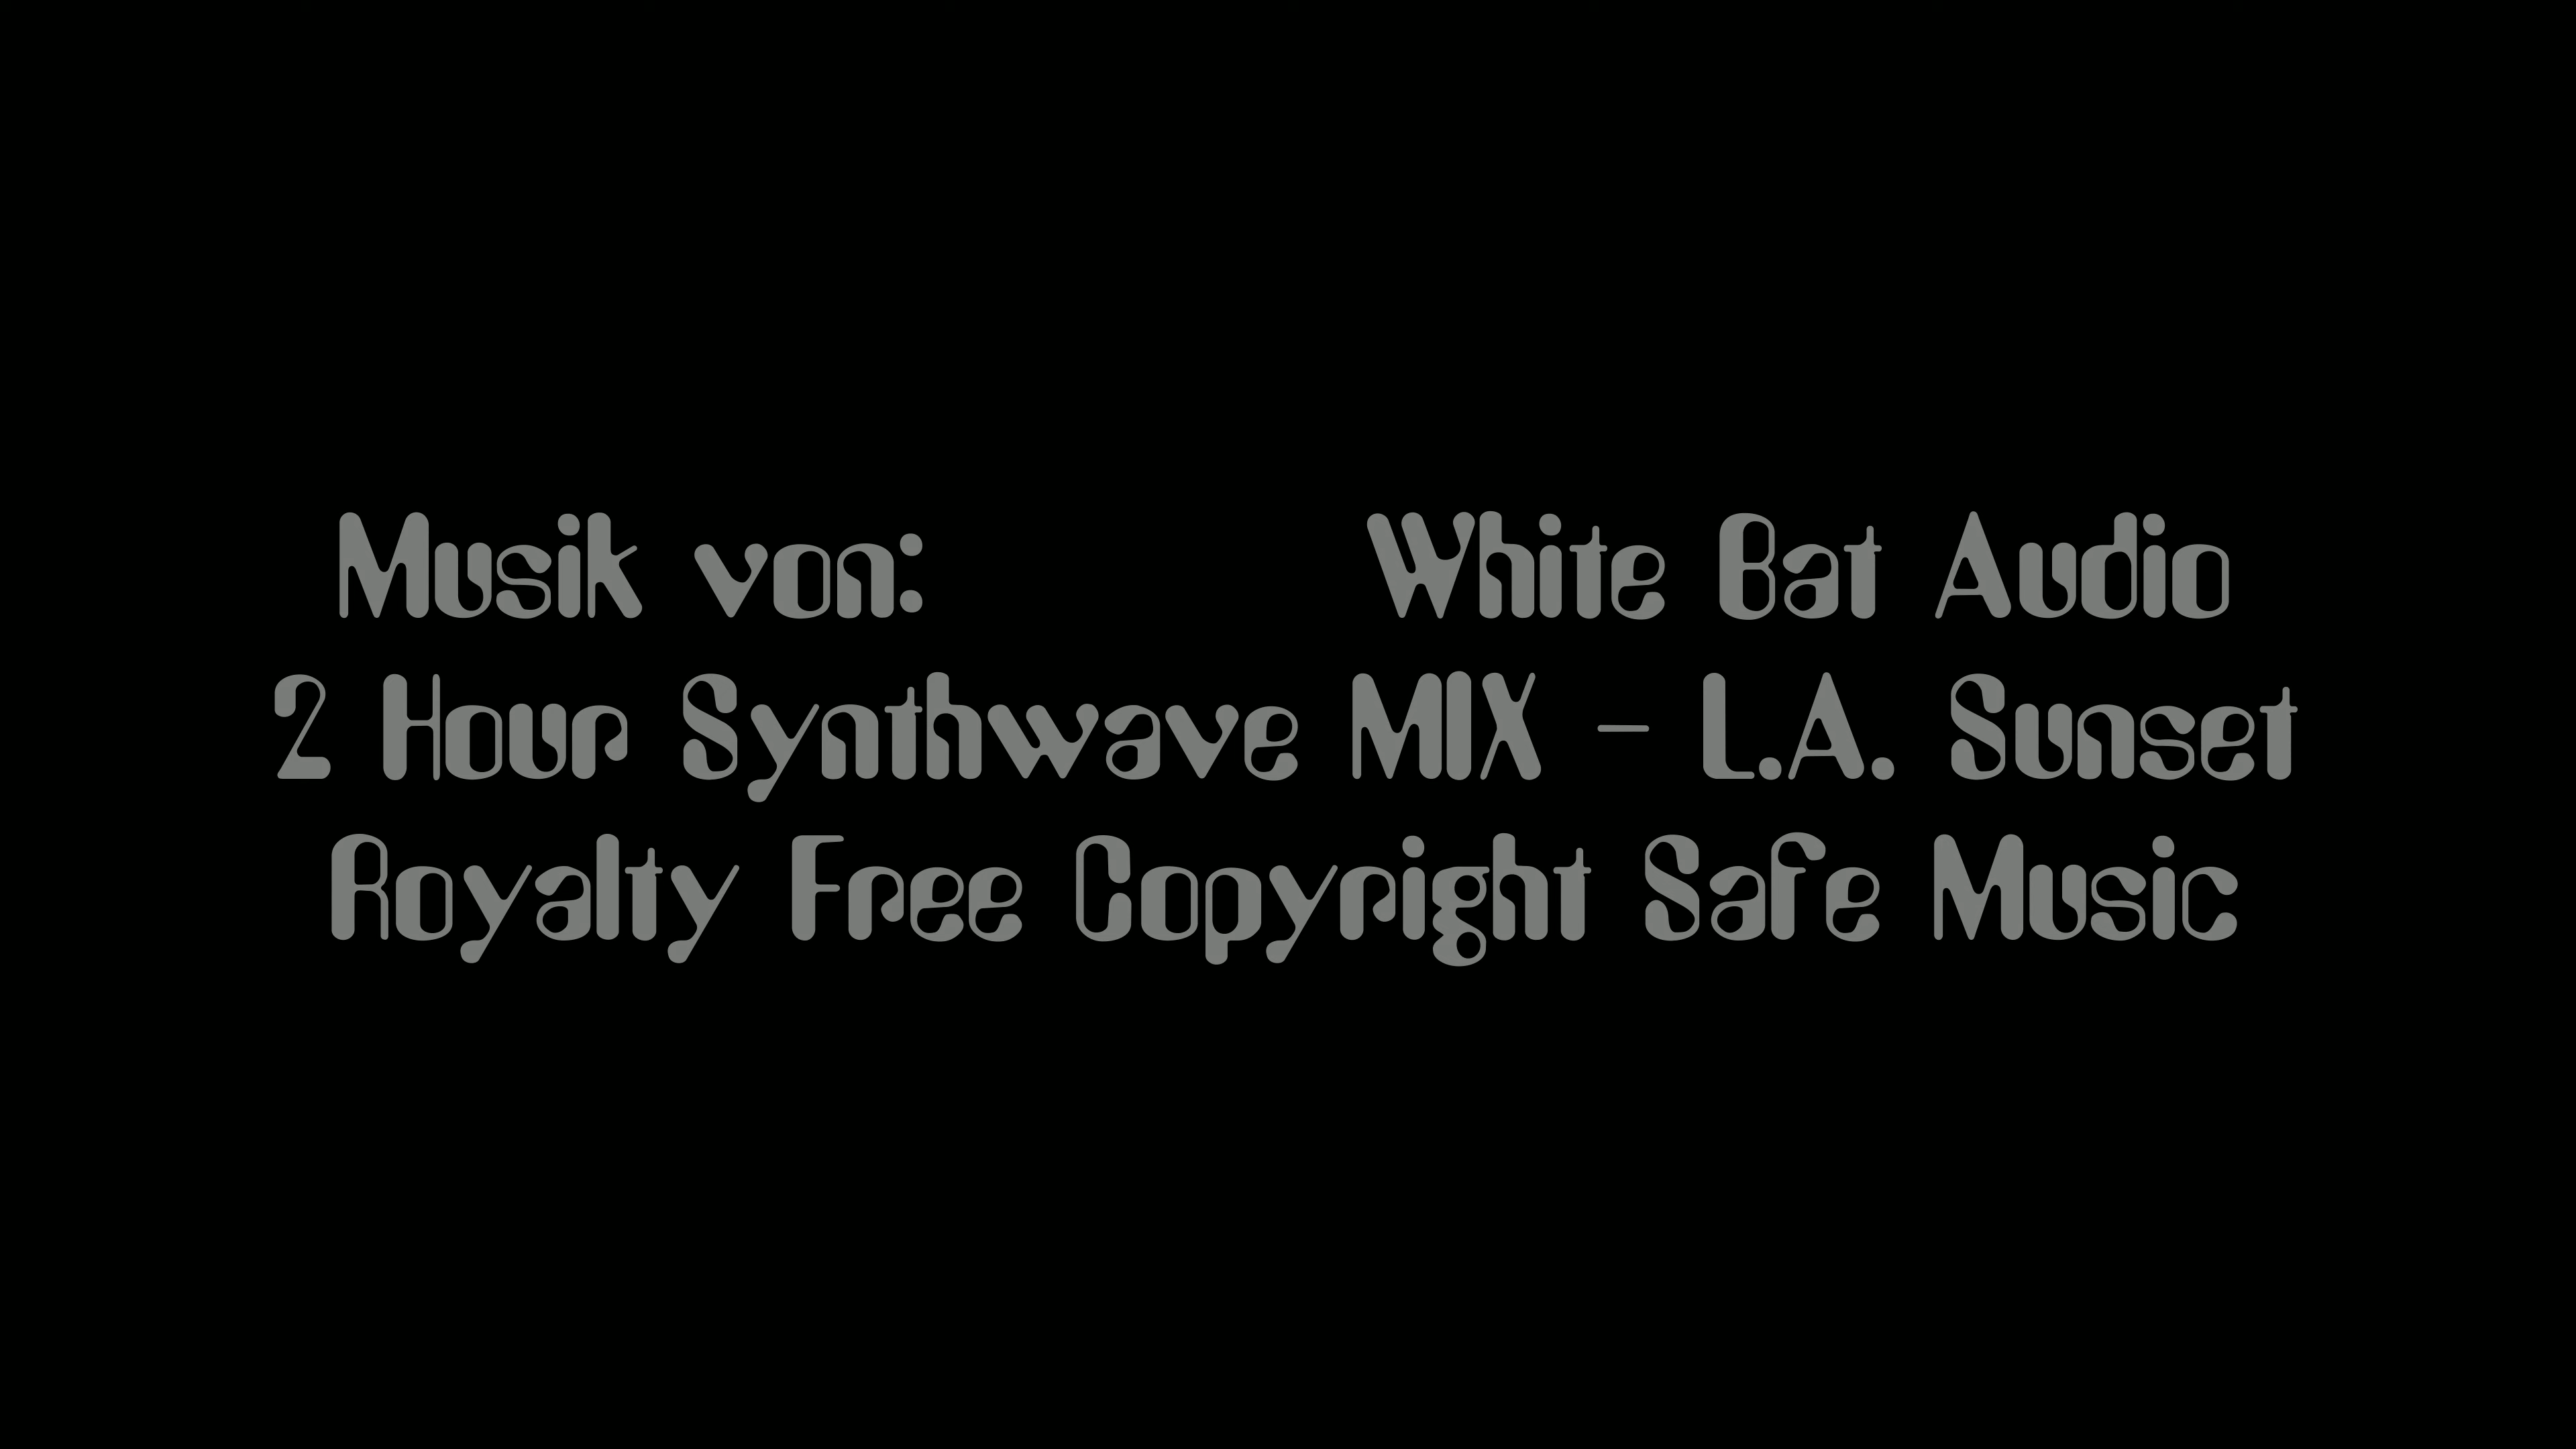 Musik von: White Bat Audio
2 Hour Synthwave MIX - L.A. Sunset
Royalty Free Copyright Safe Music